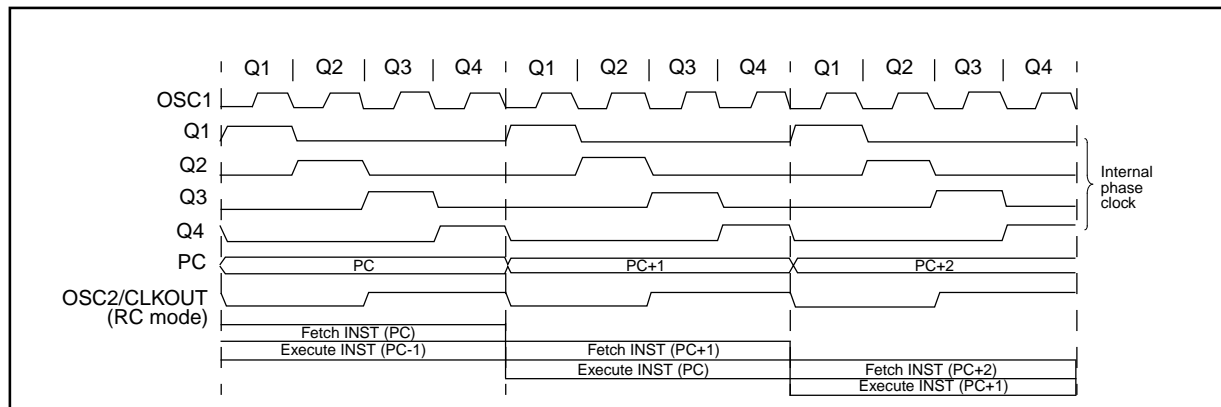 Q1 | Q2 | Q3 | Q4 | Q1 | Q2 | Q3 | Q4 | Q1 | Q2 | Q3 | Q4
OSC1
Q1
Q2
Q3
Q4
Internal
phase
clock
PC
PC
PC+1
PC+2
OSC2/CLKOUT
(RC mode)
Fetch INST (PC)
Execute INST (PC-1)
Fetch INST (PC+1)
Execute INST (PC)
Fetch INST (PC+2)
Execute INST (PC+1)